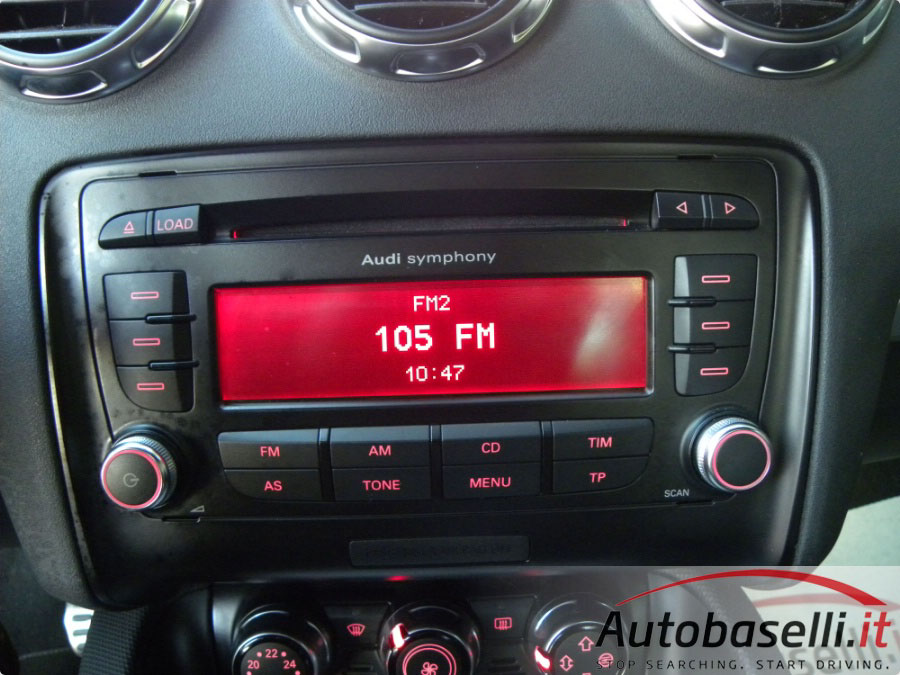 LOAD
Audi symphony
FM2
105 FM
10:47
FM AM CD TIM
AS TONE MENU TP
SCAN
22
20 24
Autobaselli.it
STOP SEARCHING. START DRIVING.